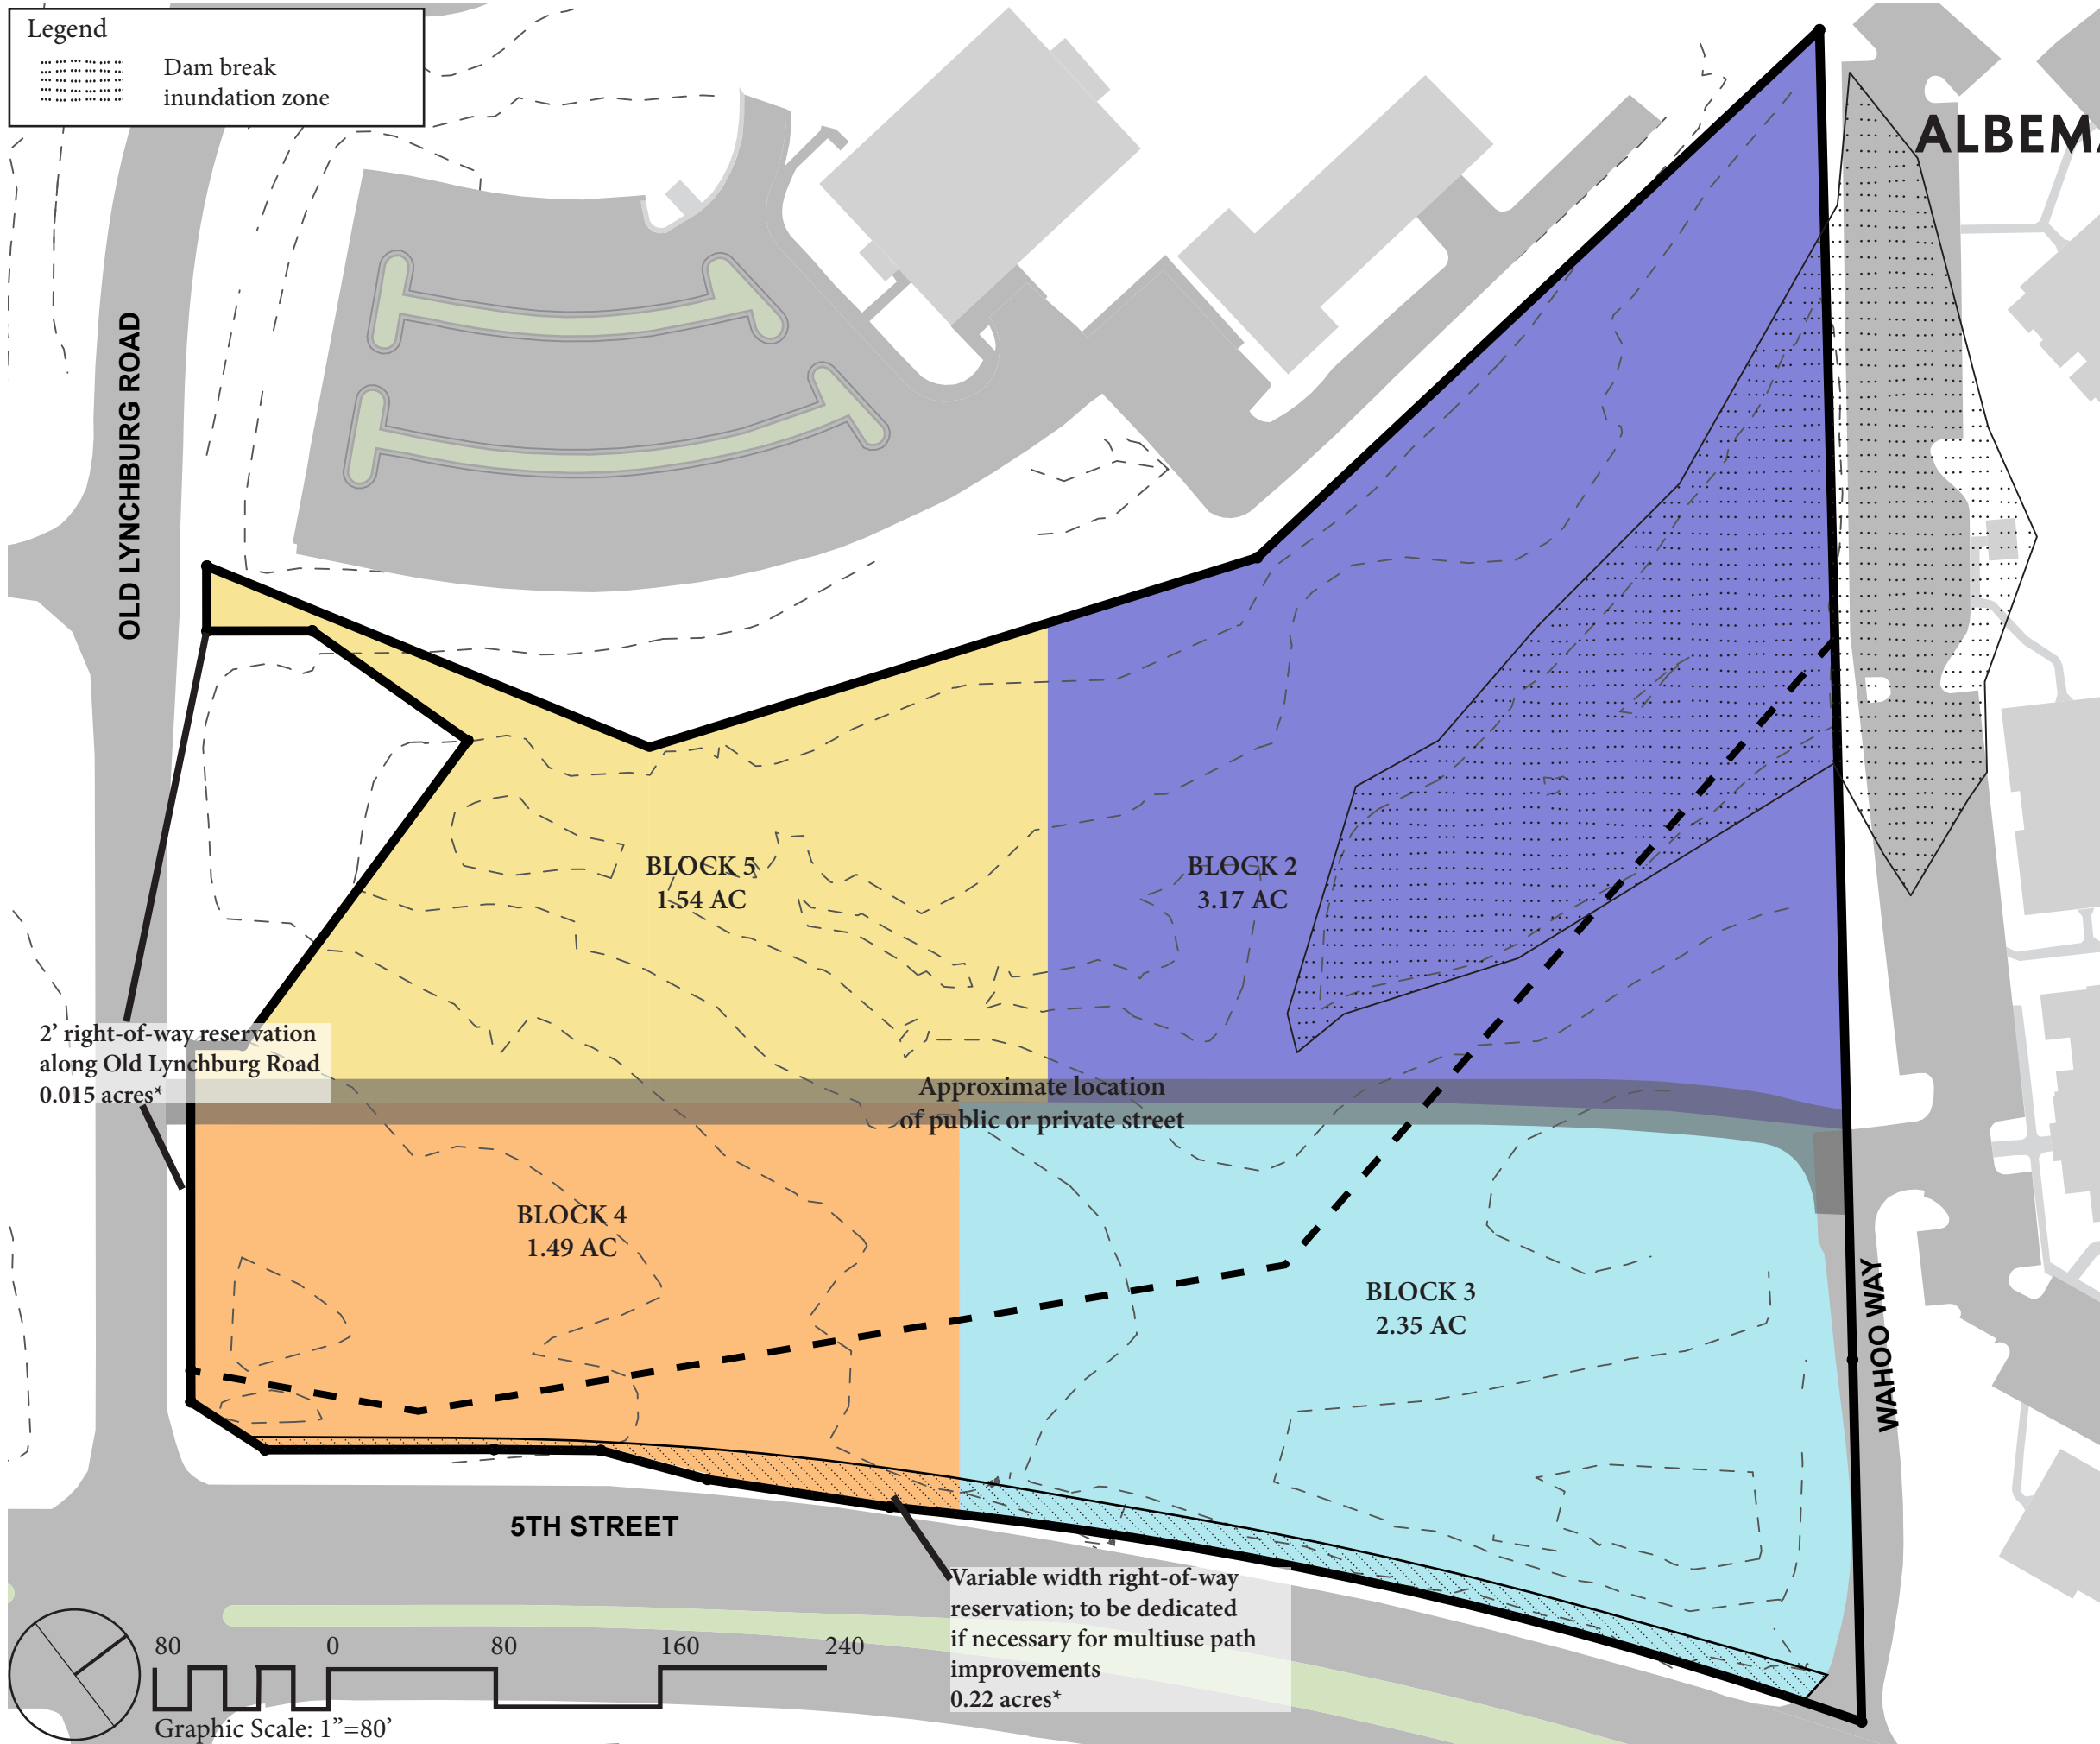 Legend
Dam break
inundation zone
ALBEMA
OLD LYNCHBURG ROAD
BLOCK 5
1.54 AC
BLOCK 2
3.17 AC
2’ right-of-way reservation
along Old Lynchburg Road
0.015 acres*
Approximate location
of public or private street
BLOCK 4
1.49 AC
BLOCK 3
2.35 AC
WAHOO WAY
5TH STREET
Variable width right-of-way
reservation; to be dedicated
if necessary for multiuse path
improvements
0.22 acres*
80 0 80 160 240
Graphic Scale: 1”=80’